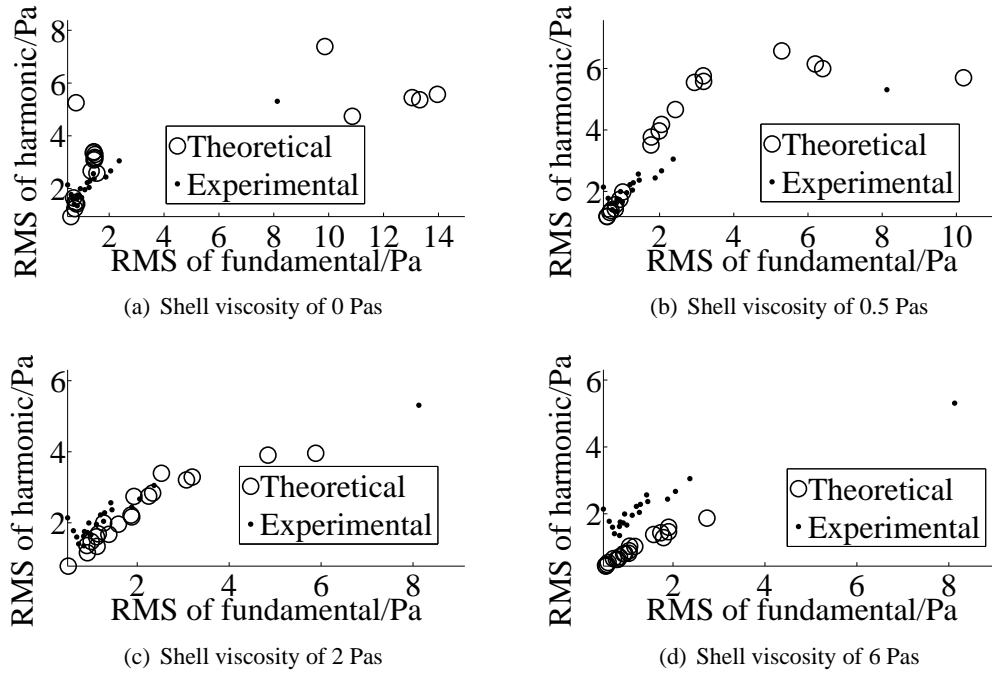 RMS of harmonic/Pa
8
6
4
2
Theoretical
Experimental
2 4 6 8 10 12 14
RMS of fundamental/Pa
(a) Shell viscosity of 0 Pas
RMS of harmonic/Pa
6
4
2
Theoretical
Experimental
2 4 6 8 10
RMS of fundamental/Pa
(b) Shell viscosity of 0.5 Pas
RMS of harmonic/Pa
6
4
2
Theoretical
Experimental
2 4 6 8
RMS of fundamental/Pa
(c) Shell viscosity of 2 Pas
RMS of harmonic/Pa
6
4
2
Theoretical
Experimental
2 4 6 8
RMS of fundamental/Pa
(d) Shell viscosity of 6 Pas